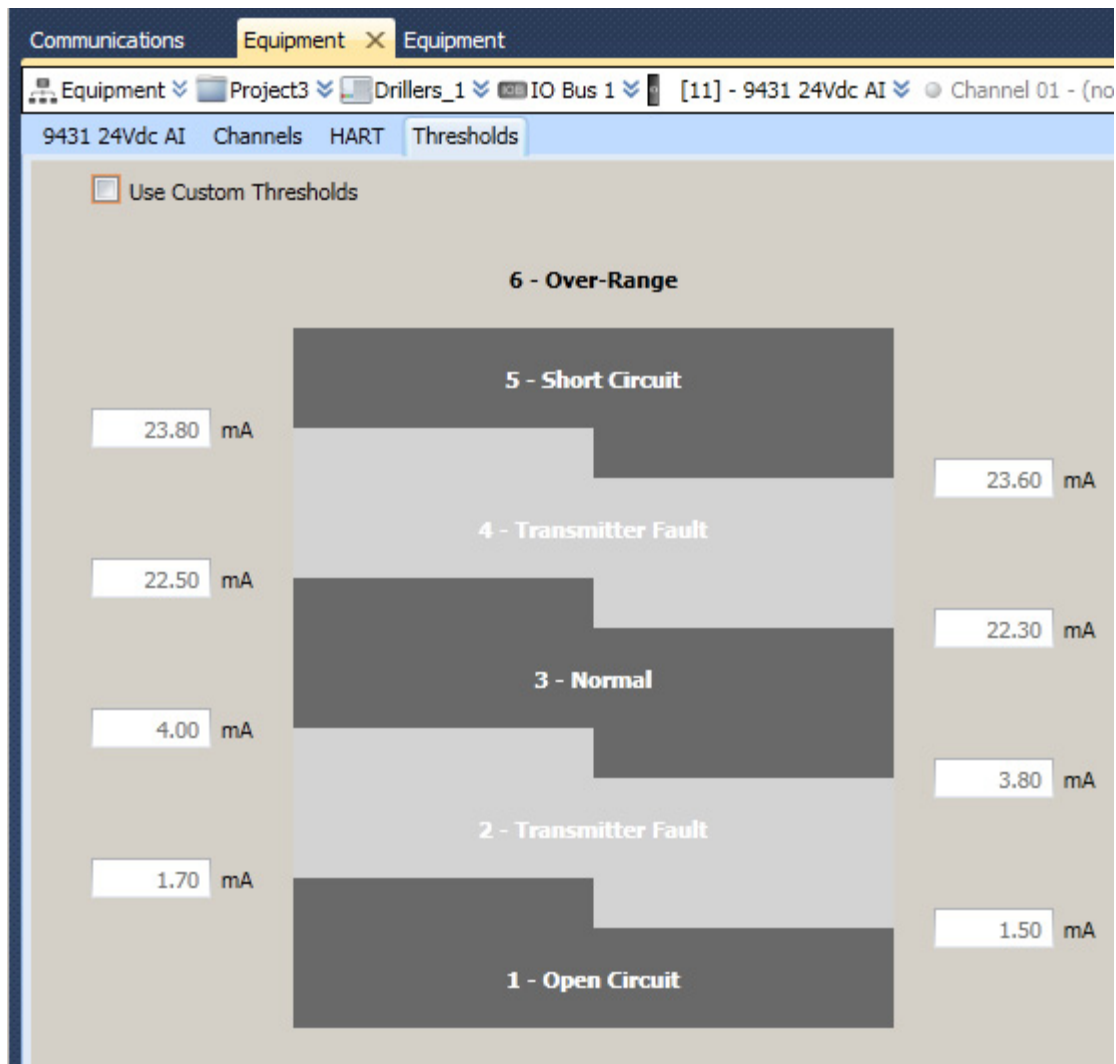 Communications Equipment Equipment
Equipment Project3 Drillers_1 IO Bus 1 [11] - 9431 24Vdc AI Channel 01 - (no
9431 24Vdc AI Channels HART Thresholds
Use Custom Thresholds
6 - Over-Range
5 - Short Circuit
23.80 mA
23.60 mA
4 - Transmitter Fault
22.50 mA
22.30 mA
3 - Normal
4.00 mA
3.80 mA
2 - Transmitter Fault
1.70 mA
1.50 mA
1 - Open Circuit